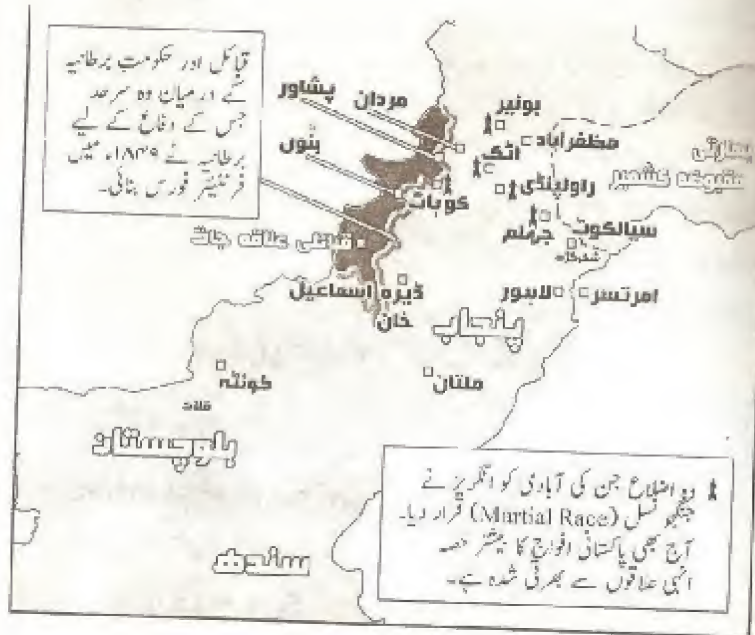 قبائل اور حکومتِ برطانیہ
کے درمیان وہ سرحد
جس کے دفاع کے لیے
برطانیہ نے ۱۸۴۹ء میں
فرنٹیئر فورس بنائی۔
پشاور
مردان
بونیر
بنّوں
اٹک
مظفرآباد
بھارتی
مقبوضہ کشمیر
کوہاٹ
راولپنڈی
قبائلی علاقہ جات
جہلم
سیالکوٹ
ڈیرہ اسماعیل
خان
لاہور
امرتسر
پنجاب
کوئٹہ
قلات
ملتان
بلوچستان
سندھ
وہ اضلاع جن کی آبادی کو انگریز نے
جنگجو نسل (Martial Race) قرار دیا۔
آج بھی پاکستانی افواج کا بیشتر حصہ
انہی علاقوں سے بھرتی شدہ ہے۔